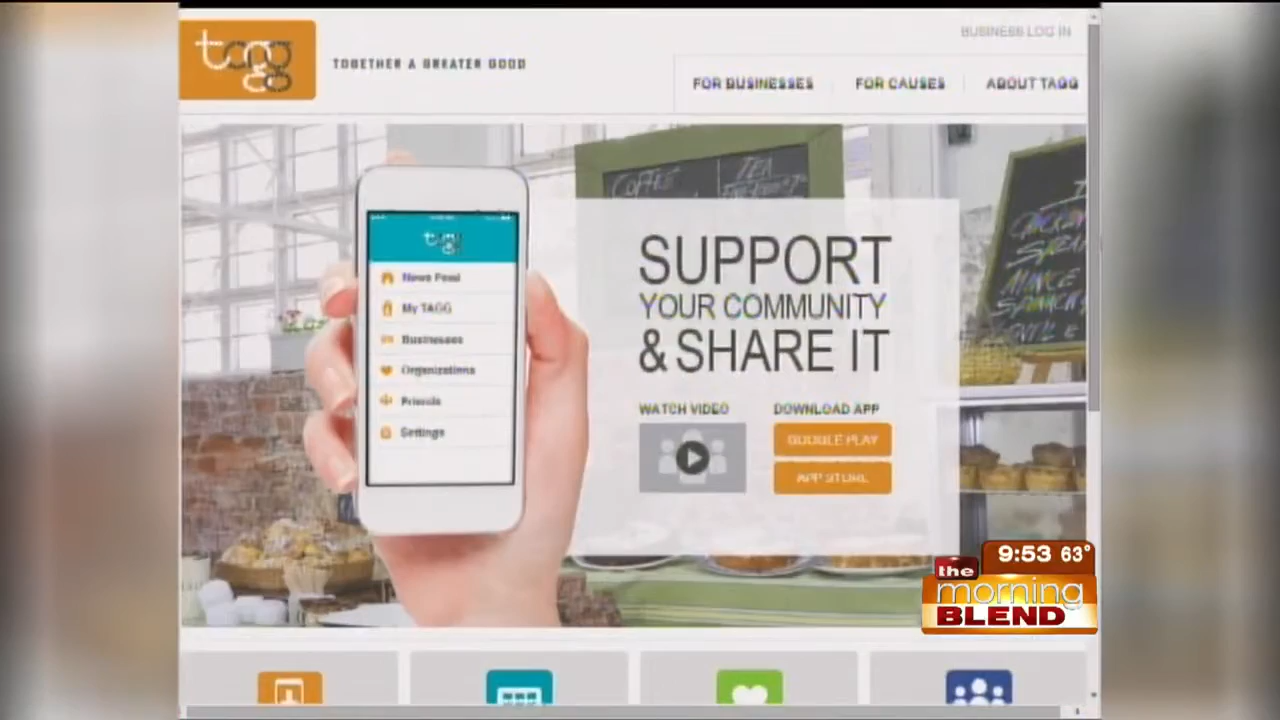 tagg
TOGETHER A GREATER GOOD
BUSINESS LOG IN
FOR BUSINESSES
FOR CAUSES
ABOUT TAGG
COFFEE
TEA
tagg
News Feed
My TAGG
Businesses
Organizations
Friends
Settings
SUPPORT
YOUR COMMUNITY
& SHARE IT
WATCH VIDEO
DOWNLOAD APP
GOOGLE PLAY
APP STORE
9:53 63°
the
morning
BLEND